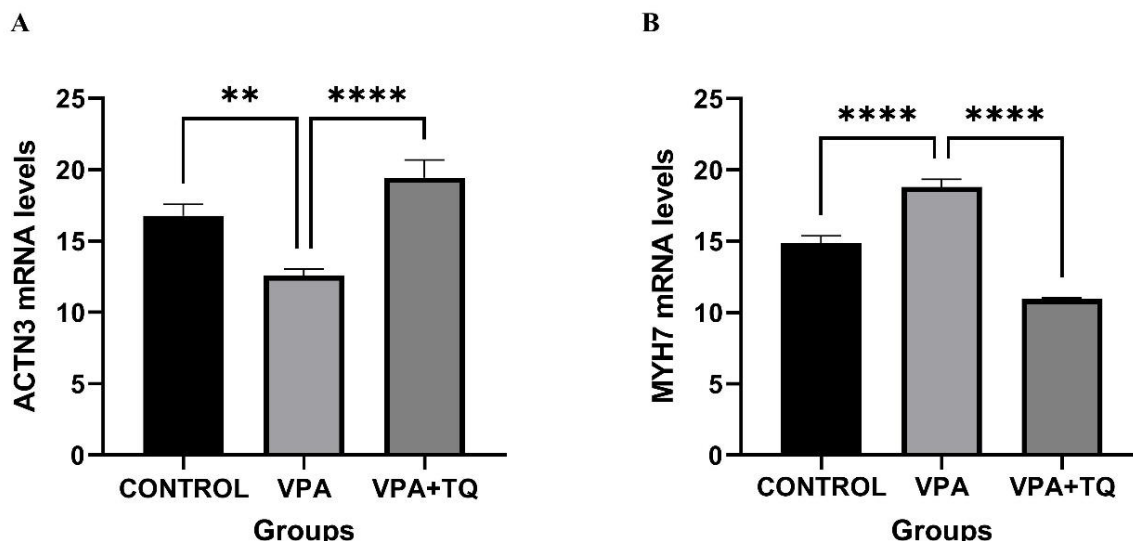 A
ACTN3 mRNA levels
25
20
15
10
5
0
** ****
CONTROL VPA VPA+TQ
Groups
B
MYH7 mRNA levels
25
20
15
10
5
0
**** ****
CONTROL VPA VPA+TQ
Groups